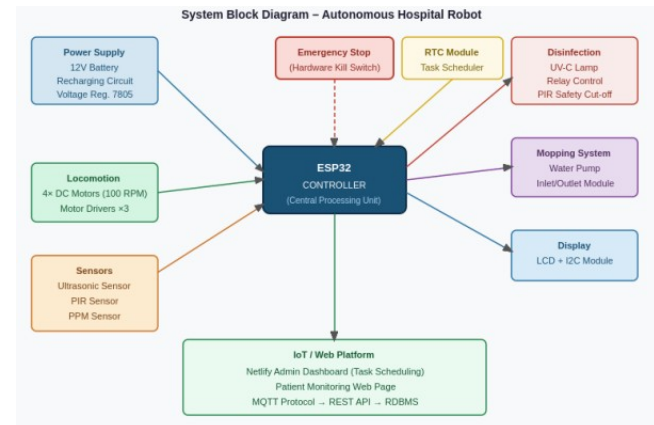 System Block Diagram – Autonomous Hospital Robot
Power Supply
12V Battery
Recharging Circuit
Voltage Reg. 7805
Emergency Stop
(Hardware Kill Switch)
RTC Module
Task Scheduler
Disinfection
UV-C Lamp
Relay Control
PIR Safety Cut-off
ESP32
CONTROLLER
(Central Processing Unit)
Locomotion
4× DC Motors (100 RPM)
Motor Drivers ×3
Mopping System
Water Pump
Inlet/Outlet Module
Sensors
Ultrasonic Sensor
PIR Sensor
PPM Sensor
Display
LCD + I2C Module
IoT / Web Platform
Netlify Admin Dashboard (Task Scheduling)
Patient Monitoring Web Page
MQTT Protocol → REST API → RDBMS